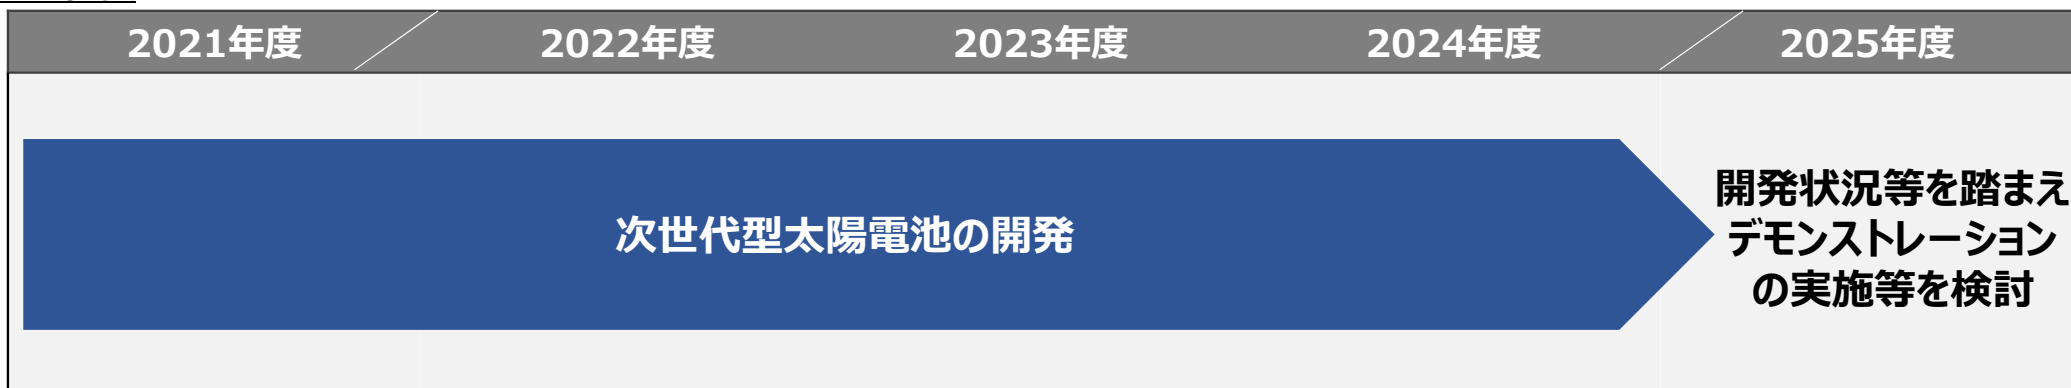 2021年度 2022年度 2023年度 2024年度 2025年度
次世代型太陽電池の開発
開発状況等を踏まえ
デモンストレーション
の実施等を検討